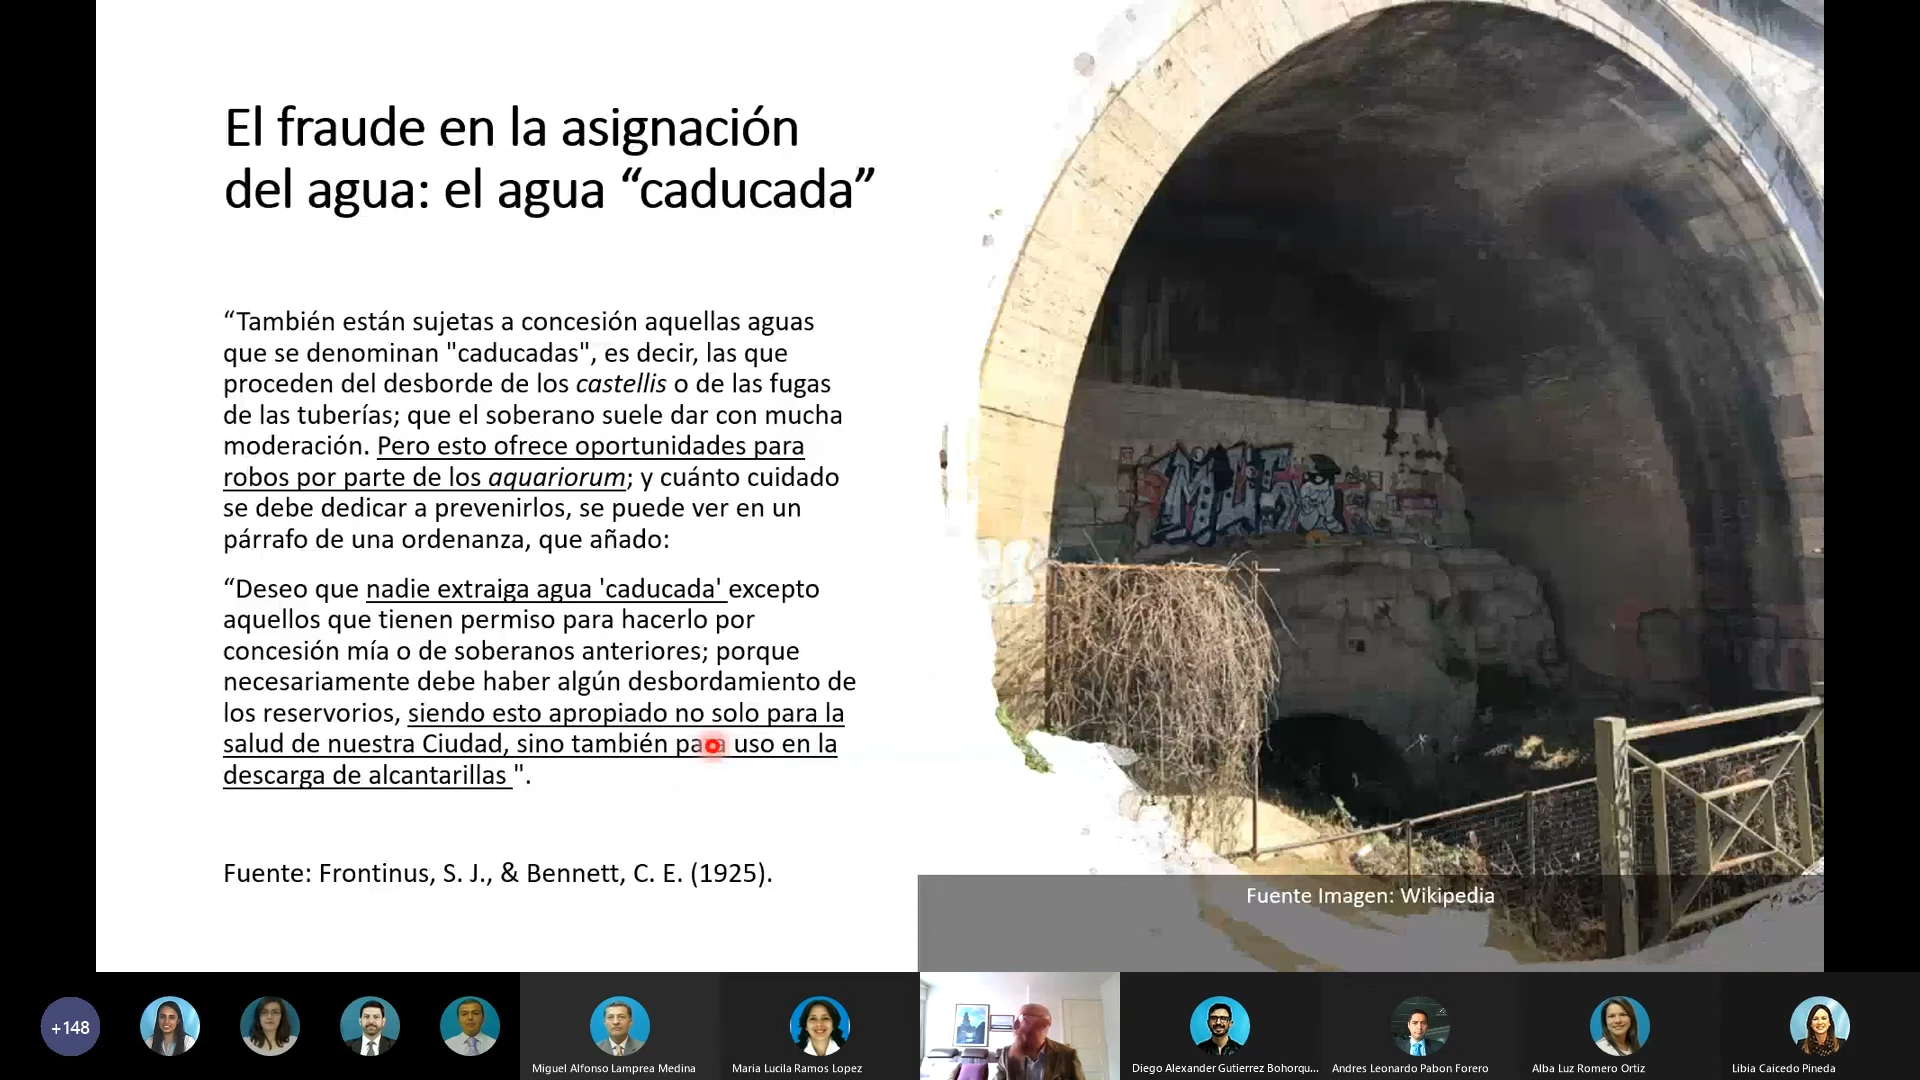 El fraude en la asignación
del agua: el agua “caducada”
“También están sujetas a concesión aquellas aguas
que se denominan "caducadas", es decir, las que
proceden del desborde de los castellis o de las fugas
de las tuberías; que el soberano suele dar con mucha
moderación. Pero esto ofrece oportunidades para
robos por parte de los aquariorum; y cuánto cuidado
se debe dedicar a prevenirlos, se puede ver en un
párrafo de una ordenanza, que añado:
“Deseo que nadie extraiga agua 'caducada' excepto
aquellos que tienen permiso para hacerlo por
concesión mía o de soberanos anteriores; porque
necesariamente debe haber algún desbordamiento de
los reservorios, siendo esto apropiado no solo para la
salud de nuestra Ciudad, sino también para uso en la
descarga de alcantarillas ".
Fuente: Frontinus, S. J., & Bennett, C. E. (1925).
Fuente Imagen: Wikipedia
+148
Miguel Alfonso Lamprea Medina
Maria Lucila Ramos Lopez
Diego Alexander Gutierrez Bohorqu...
Andres Leonardo Pabon Forero
Alba Luz Romero Ortiz
Libia Caicedo Pineda